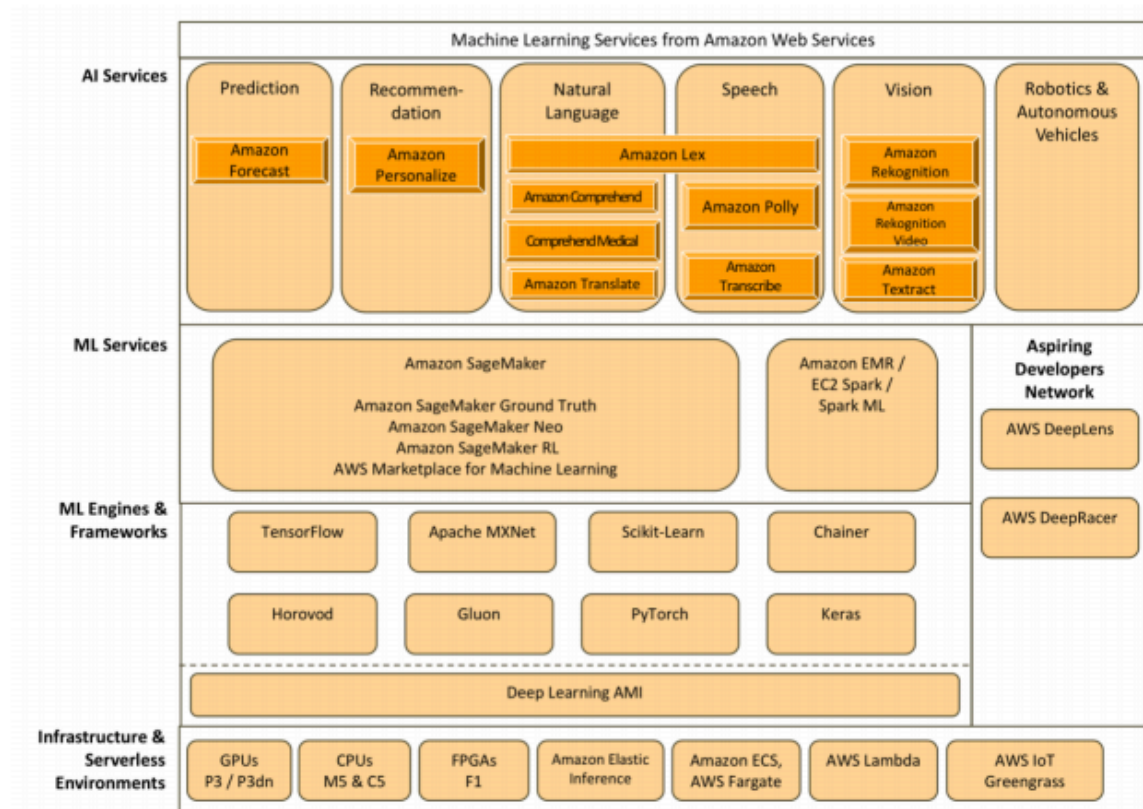 Machine Learning Services from Amazon Web Services
AI Services
Prediction
Amazon
Forecast
Recommen-
dation
Amazon
Personalize
Natural
Language
Speech
Amazon Lex
Amazon Comprehend
Comprehend Medical
Amazon Translate
Amazon Polly
Amazon
Transcribe
Vision
Amazon
Rekognition
Amazon
Rekognition
Video
Amazon
Textract
Robotics &
Autonomous
Vehicles
ML Services
Amazon SageMaker
Amazon SageMaker Ground Truth
Amazon SageMaker Neo
Amazon SageMaker RL
AWS Marketplace for Machine Learning
Amazon EMR /
EC2 Spark /
Spark ML
Aspiring
Developers
Network
AWS DeepLens
AWS DeepRacer
ML Engines &
Frameworks
TensorFlow
Apache MXNet
Scikit-Learn
Chainer
Horovod
Gluon
PyTorch
Keras
Deep Learning AMI
Infrastructure &
Serverless
Environments
GPUs
P3 / P3dn
CPUs
M5 & C5
FPGAs
F1
Amazon Elastic
Inference
Amazon ECS,
AWS Fargate
AWS Lambda
AWS IoT
Greengrass